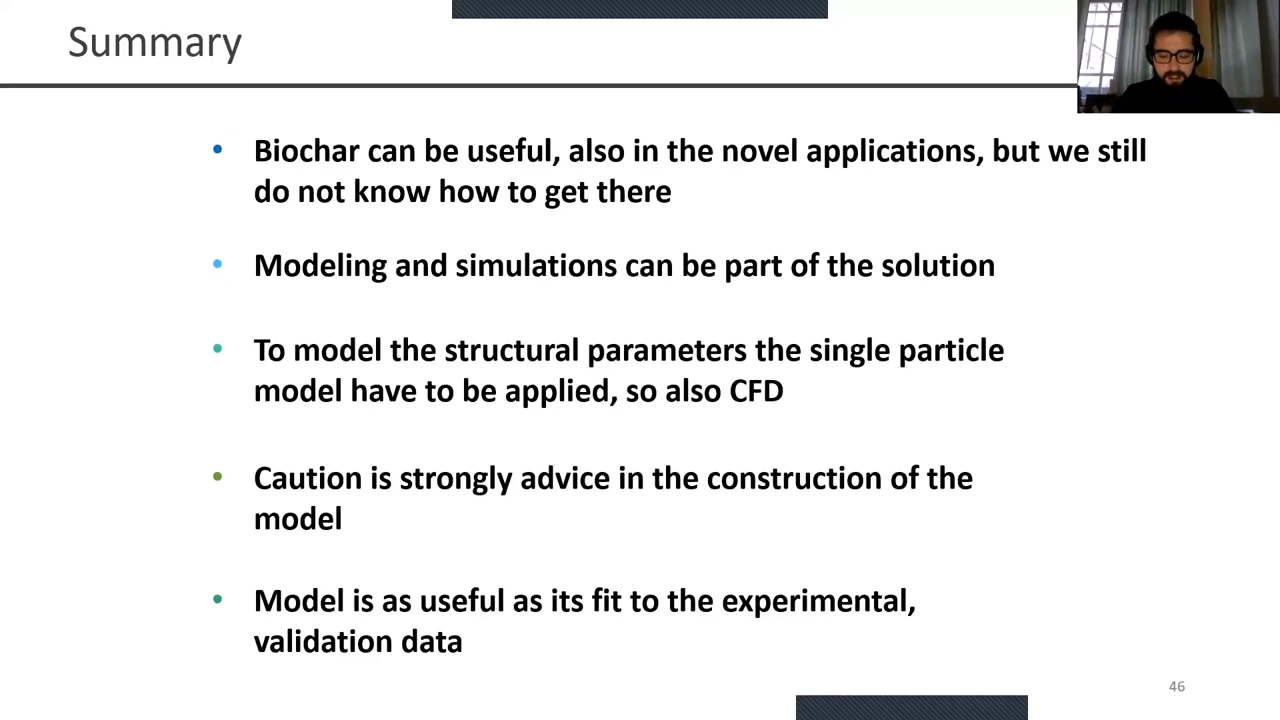 Summary
Biochar can be useful, also in the novel applications, but we still
do not know how to get there
Modeling and simulations can be part of the solution
To model the structural parameters the single particle
model have to be applied, so also CFD
Caution is strongly advice in the construction of the
model
Model is as useful as its fit to the experimental,
validation data
46